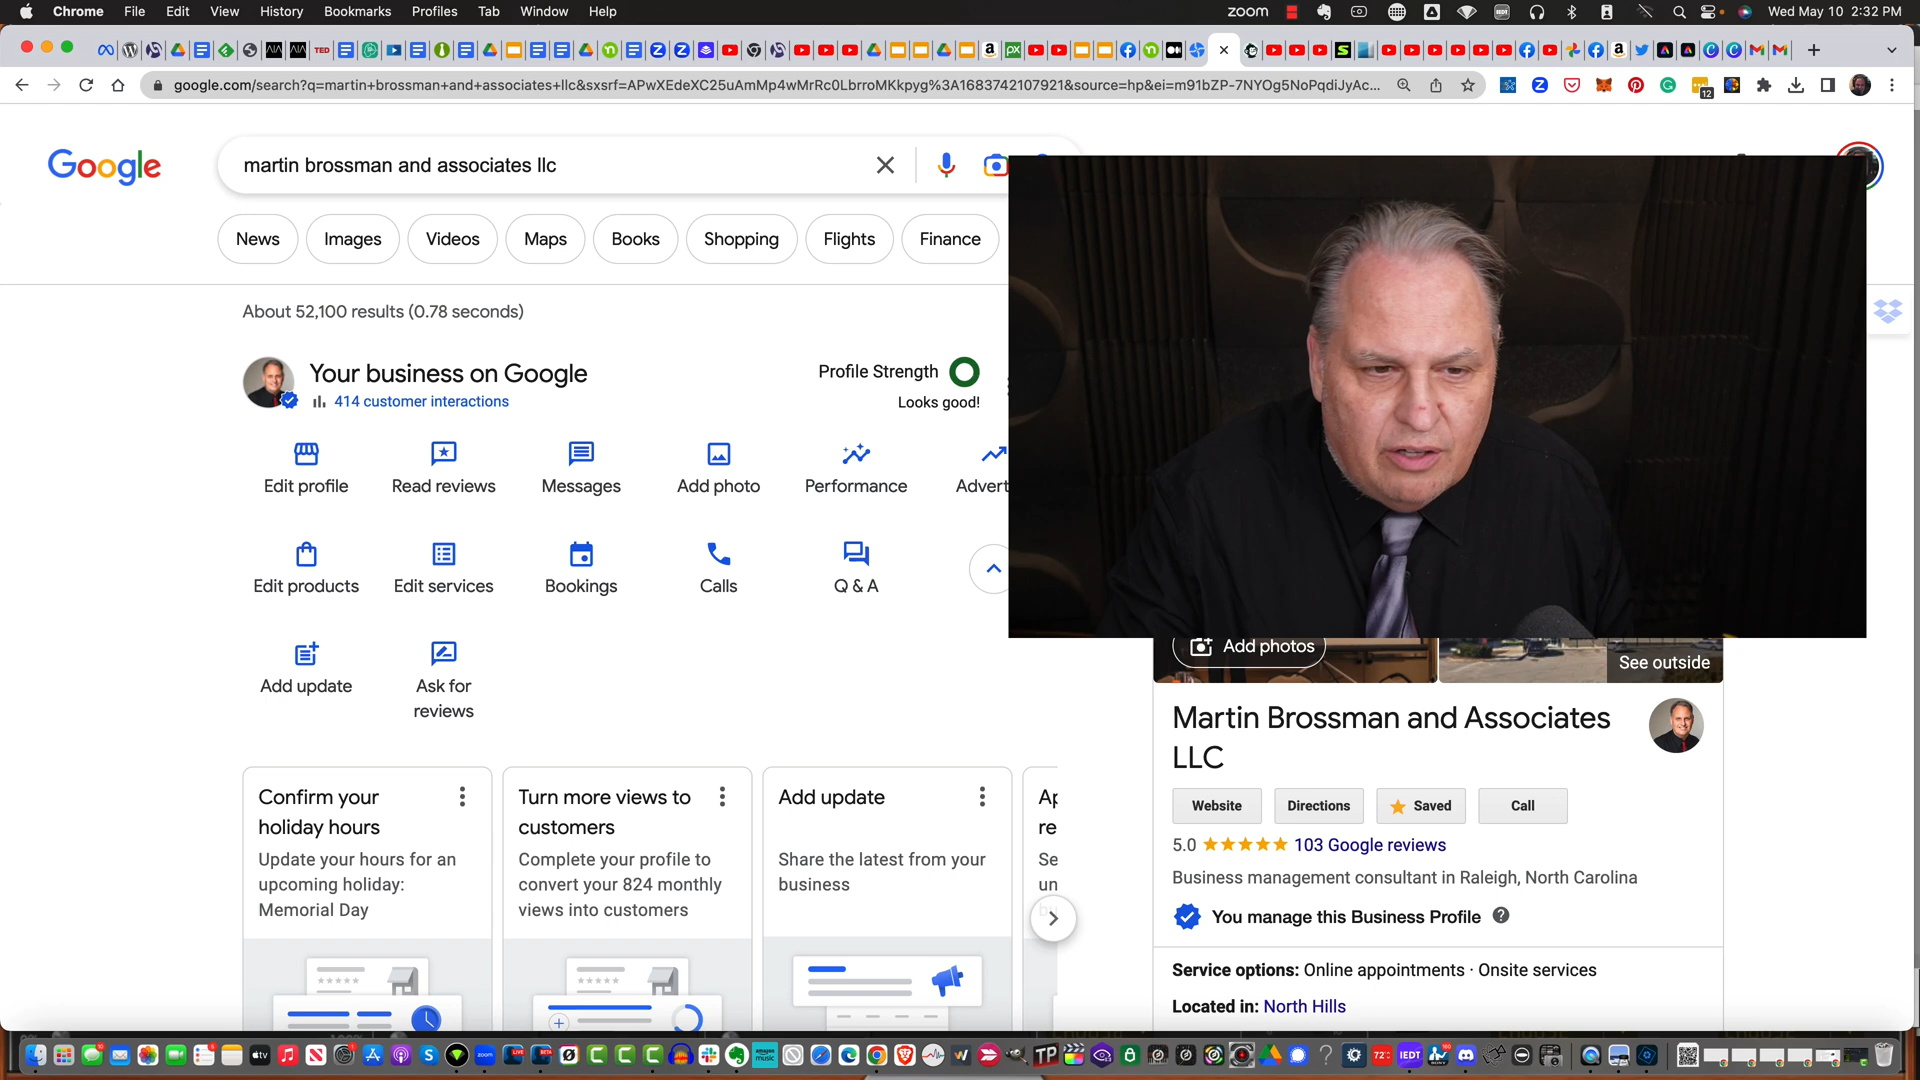 Chrome File Edit View History Bookmarks Profiles Tab Window Help
zoom Wed May 10 2:32 PM
google.com/search?q=martin+brossman+and+associates+llc&sxsrf=APwXEdeXC25uAmMp4wMrRc0LbrroMKkpyg%3A1683742107921&source=hp&ei=m91bZP-7NYOg5NoPqdiJyAc...
12
Google
martin brossman and associates llc
News Images Videos Maps Books Shopping Flights Finance
About 52,100 results (0.78 seconds)
Your business on Google
414 customer interactions
Profile Strength
Looks good!
Edit profile Read reviews Messages Add photo Performance Advert
Edit products Edit services Bookings Calls Q & A
Add update Ask for
reviews
Confirm your
holiday hours
Update your hours for an
upcoming holiday:
Memorial Day
Turn more views to
customers
Complete your profile to
convert your 824 monthly
views into customers
Add update
Share the latest from your
business
Add photos
See outside
Martin Brossman and Associates
LLC
Website Directions Saved Call
5.0 103 Google reviews
Business management consultant in Raleigh, North Carolina
You manage this Business Profile
Service options: Online appointments · Onsite services
Located in: North Hills